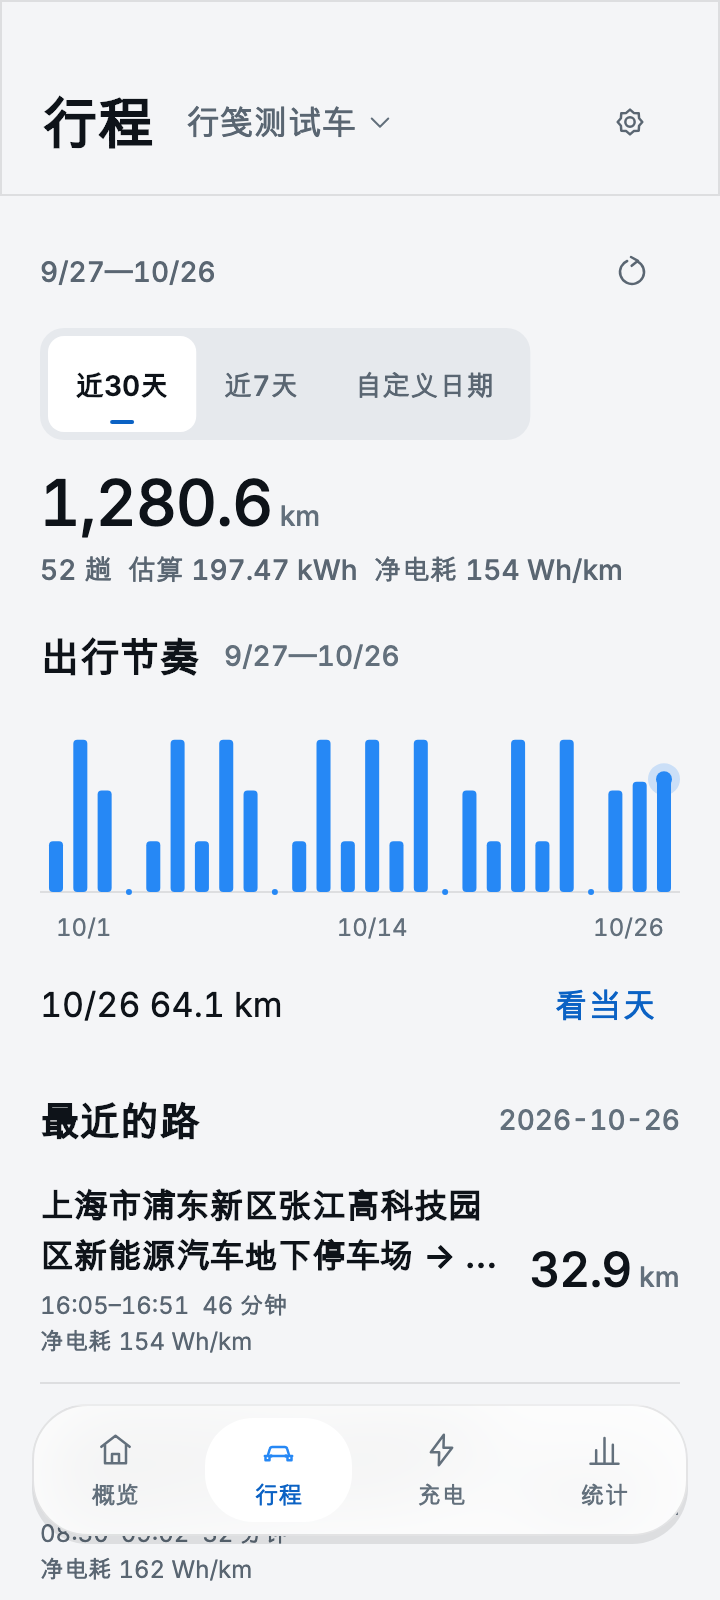 行程 行笺测试车
9/27—10/26
近30天 近7天 自定义日期
1,280.6 km
52 趟 估算 197.47 kWh 净电耗 154 Wh/km
出行节奏 9/27—10/26
10/1 10/14 10/26
10/26 64.1 km 看当天
最近的路 2026-10-26
上海市浦东新区张江高科技园
区新能源汽车地下停车场 → ... 32.9 km
16:05–16:51 46 分钟
净电耗 154 Wh/km
概览 行程 充电 统计
净电耗 162 Wh/km